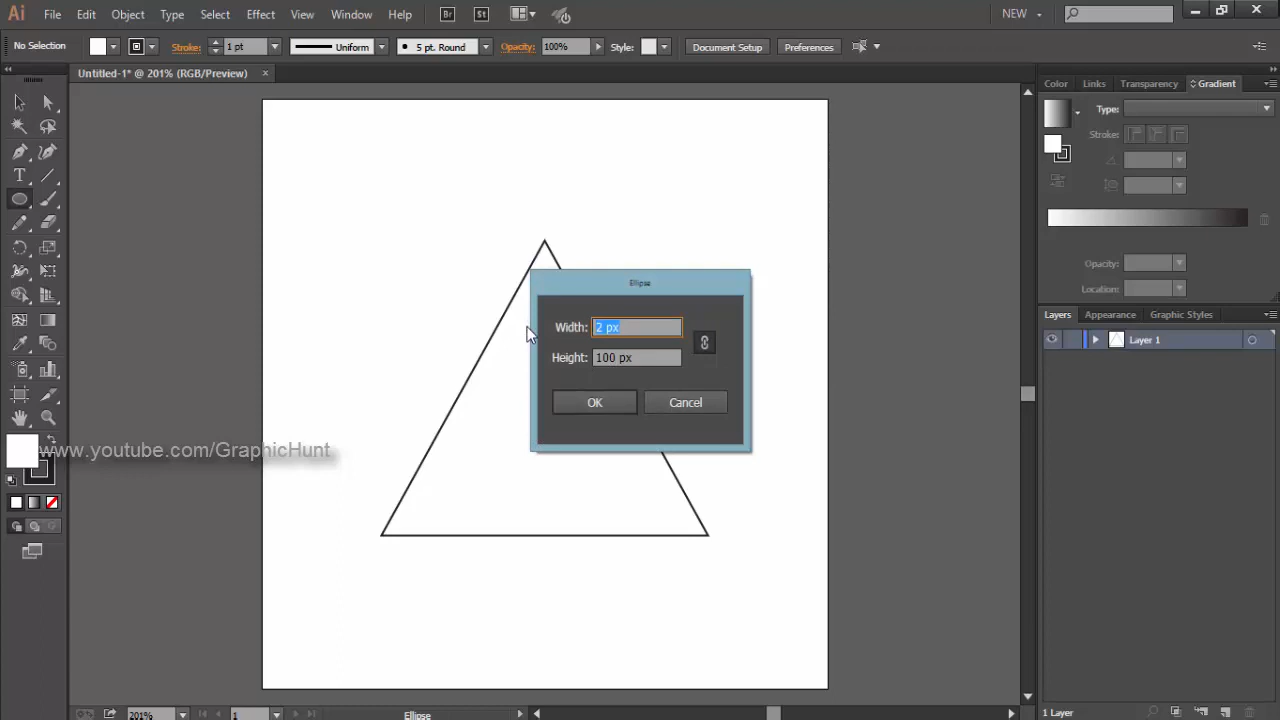 Ai File Edit Object Type Select Effect View Window Help Br St NEW
No Selection Stroke: 1 pt Uniform 5 pt. Round Opacity: 100% Style: Document Setup Preferences
Untitled-1* @ 201% (RGB/Preview) ×
Color Links Transparency Gradient
Type:
Stroke:
Opacity:
Location:
Ellipse
Width: 2 px
Height: 100 px
OK Cancel
Layers Appearance Graphic Styles
Layer 1
www.youtube.com/GraphicHunt
201% 1 Ellipse
1 Layer